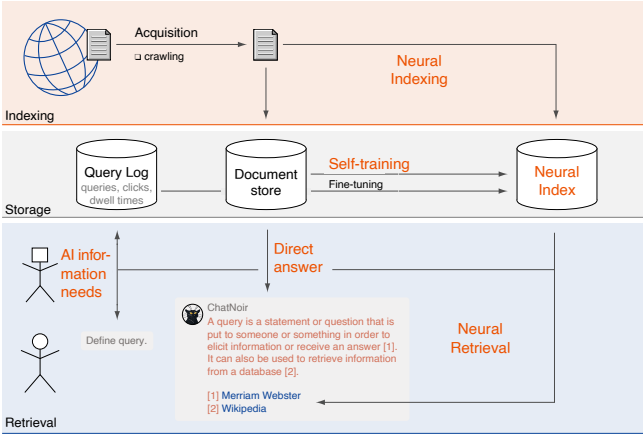 Acquisition
❑ crawling
Neural
Indexing
Indexing
Query Log
queries, clicks,
dwell times
Document
store
Self-training
Fine-tuning
Neural
Index
Storage
AI infor-
mation
needs
Direct
answer
ChatNoir
A query is a statement or question that is
put to someone or something in order to
elicit information or receive an answer [1].
It can also be used to retrieve information
from a database [2].
[1] Merriam Webster
[2] Wikipedia
Define query.
Neural
Retrieval
Retrieval